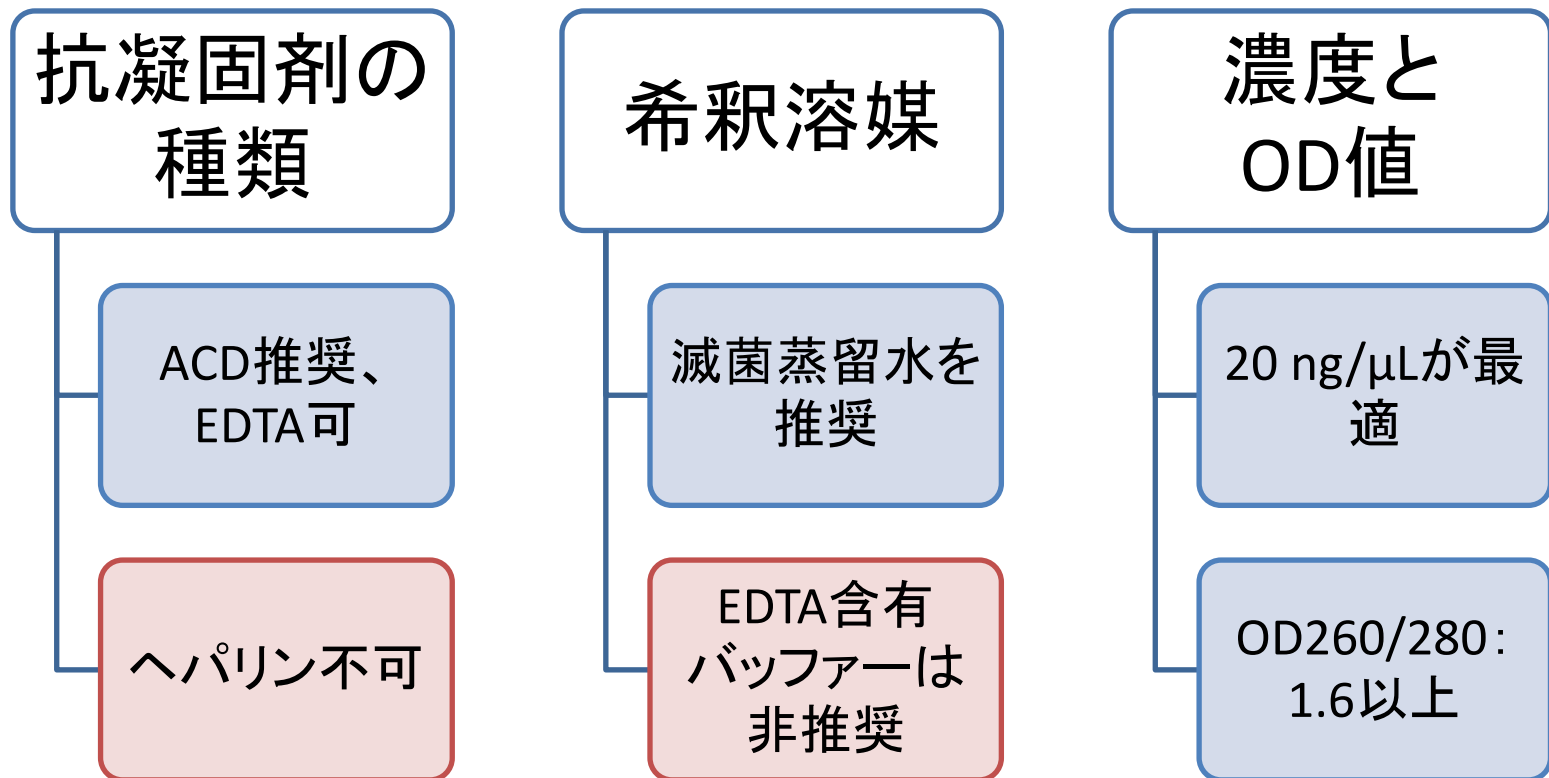 抗凝固剤の
種類
ACD推奨、
EDTA可
ヘパリン不可
希釈溶媒
滅菌蒸留水を
推奨
EDTA含有
バッファーは
非推奨
濃度と
OD値
20 ng/μLが最
適
OD260/280：
1.6以上